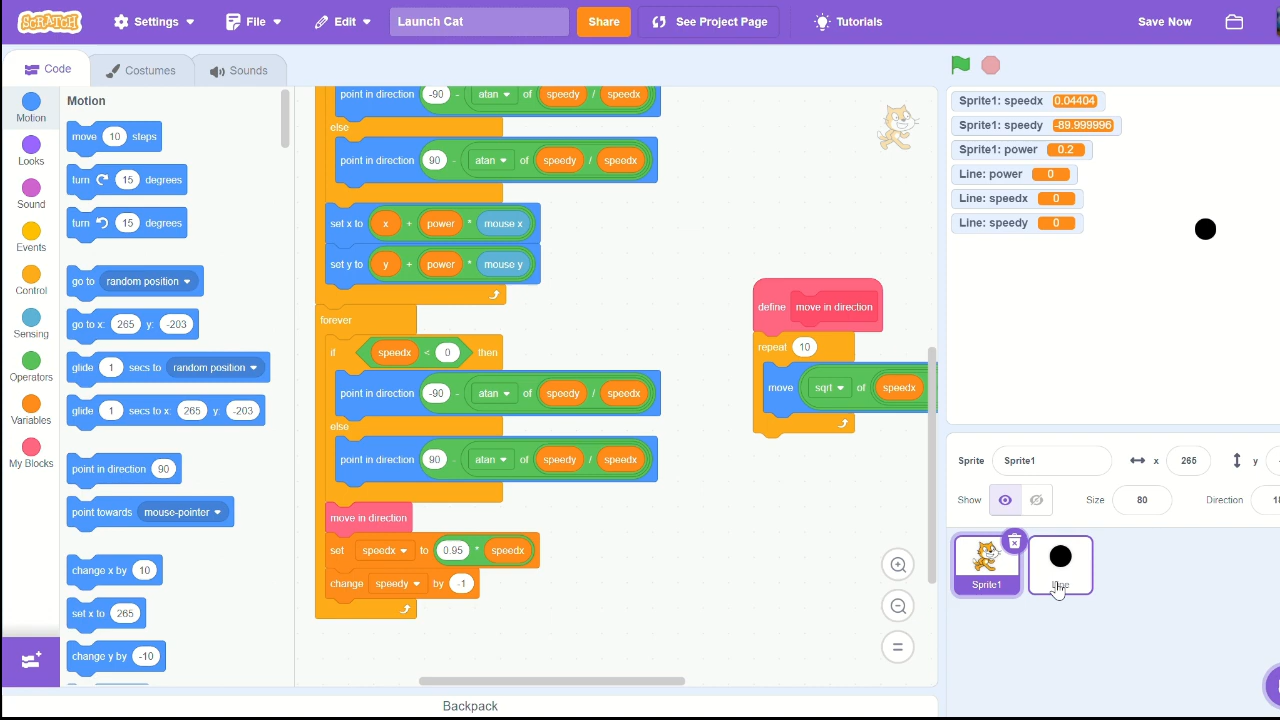 SCRATCH Settings File Edit Launch Cat Share See Project Page Tutorials Save Now
Code Costumes Sounds
Motion
Looks
Sound
Events
Control
Sensing
Operators
Variables
My Blocks
Motion
move 10 steps
turn 15 degrees
turn 15 degrees
go to random position
go to x: 265 y: -203
glide 1 secs to random position
glide 1 secs to x: 265 y: -203
point in direction 90
point towards mouse-pointer
change x by 10
set x to 265
change y by -10
point in direction -90 - atan of speedy / speedx
else
point in direction 90 - atan of speedy / speedx
set x to x + power * mouse x
set y to y + power * mouse y
forever
if speedx < 0 then
point in direction -90 - atan of speedy / speedx
else
point in direction 90 - atan of speedy / speedx
move in direction
set speedx to 0.95 * speedx
change speedy by -1
define move in direction
repeat 10
move sqrt of speedx
Sprite1: speedx 0.04404
Sprite1: speedy -89.999996
Sprite1: power 0.2
Line: power 0
Line: speedx 0
Line: speedy 0
Sprite Sprite1 x 265 y
Show Size 80 Direction
Sprite1
Backpack